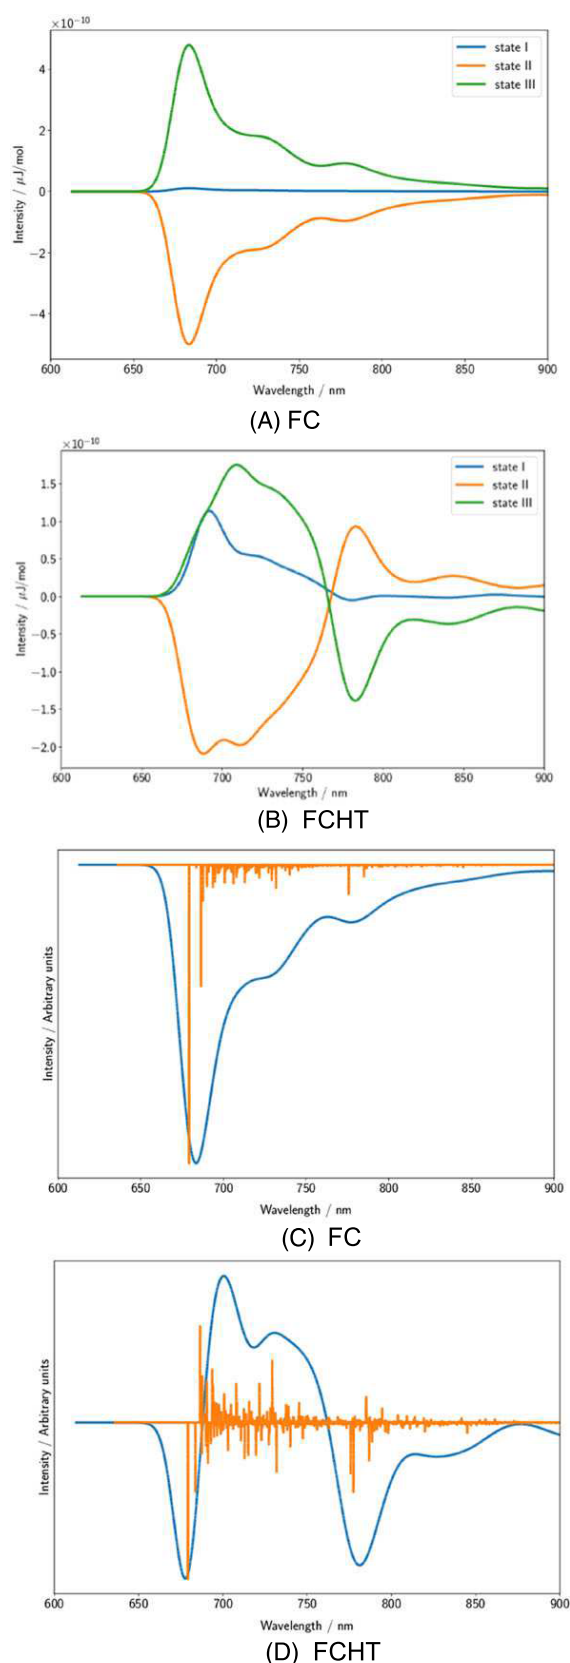 ×10⁻¹⁰
state I
state II
state III
4
2
0
−2
−4
Intensity / μJ/mol
600 650 700 750 800 850 900
Wavelength / nm
(A) FC
×10⁻¹⁰
state I
state II
state III
1.5
1.0
0.5
0.0
−0.5
−1.0
−1.5
−2.0
Intensity / μJ/mol
600 650 700 750 800 850 900
Wavelength / nm
(B) FCHT
Intensity / Arbitrary units
600 650 700 750 800 850 900
Wavelength / nm
(C) FC
Intensity / Arbitrary units
600 650 700 750 800 850 900
Wavelength / nm
(D) FCHT